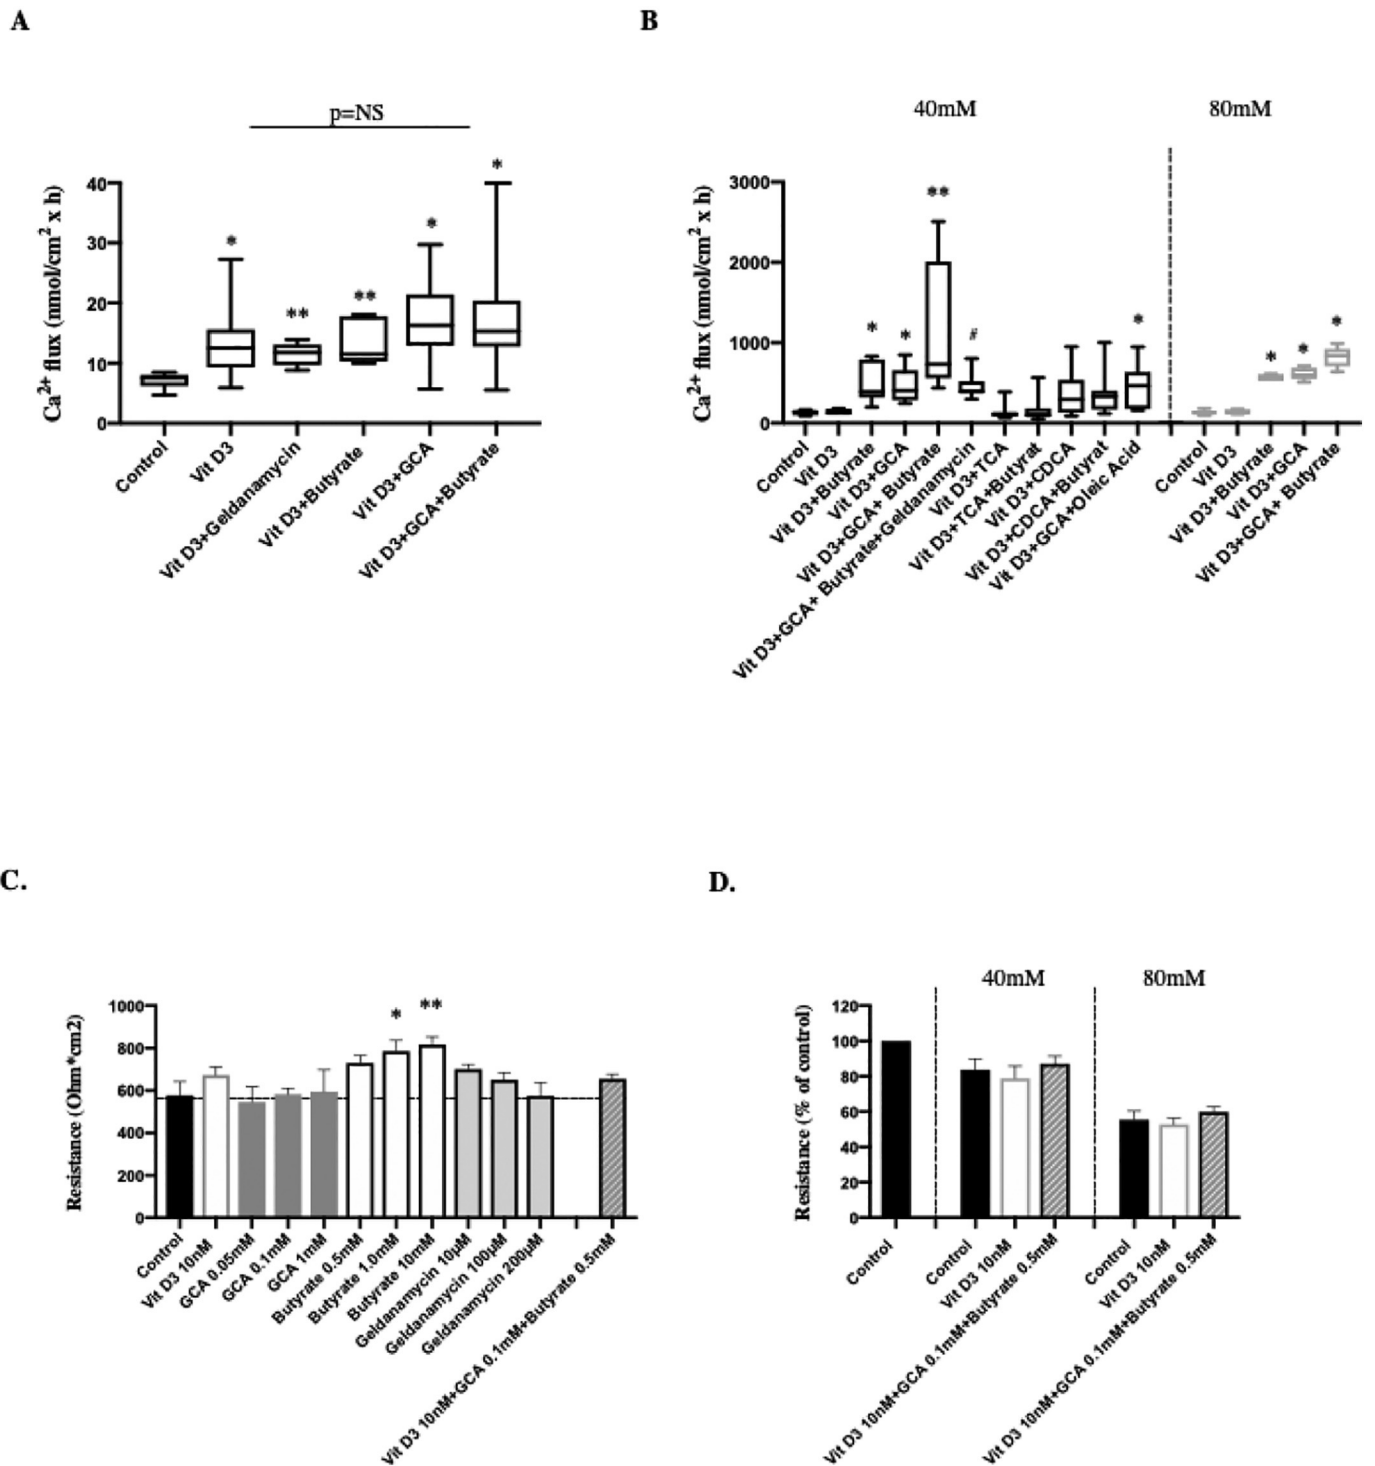 A
p=NS
Ca2+ flux (nmol/cm2 x h)
40
30
20
10
0
*
**
**
*
*
Control
Vit D3
Vit D3+Geldanamycin
Vit D3+Butyrate
Vit D3+GCA
Vit D3+GCA+Butyrate
B
40mM
80mM
Ca2+ flux (nmol/cm2 x h)
3000
2000
1000
0
*
*
**
#
*
*
*
*
Control
Vit D3
Vit D3+Butyrate
Vit D3+GCA
Vit D3+GCA+ Butyrate
Vit D3+GCA+ Butyrate+Geldanamycin
Vit D3+TCA
Vit D3+TCA+Butyrat
Vit D3+CDCA
Vit D3+CDCA+Butyrat
Vit D3+GCA+Oleic Acid
Control
Vit D3
Vit D3+Butyrate
Vit D3+GCA
Vit D3+GCA+ Butyrate
C.
Resistance (Ohm*cm2)
1000
800
600
400
200
0
*
**
Control
Vit D3 10nM
GCA 0.05mM
GCA 0.1mM
GCA 1mM
Butyrate 0.5mM
Butyrate 1.0mM
Butyrate 10mM
Geldanamycin 10µM
Geldanamycin 100µM
Geldanamycin 200µM
Vit D3 10nM+GCA 0.1mM+Butyrate 0.5mM
D.
40mM
80mM
Resistance (% of control)
120
100
80
60
40
20
0
Control
Control
Vit D3 10nM
Vit D3 10nM+GCA 0.1mM+Butyrate 0.5mM
Control
Vit D3 10nM
Vit D3 10nM+GCA 0.1mM+Butyrate 0.5mM